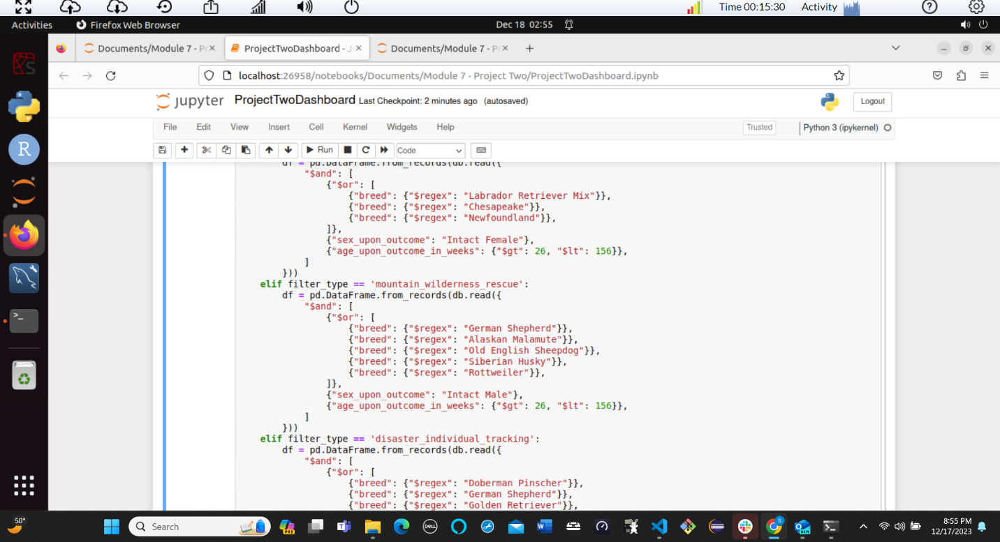 Time 00:15:30 Activity
Activities Firefox Web Browser Dec 18 02:55
Documents/Module 7 - Pr ProjectTwoDashboard - J Documents/Module 7 - Pr
localhost:26958/notebooks/Documents/Module 7 - Project Two/ProjectTwoDashboard.ipynb
jupyter ProjectTwoDashboard Last Checkpoint: 2 minutes ago (autosaved) Logout
File Edit View Insert Cell Kernel Widgets Help Trusted Python 3 (ipykernel)
Run Code
df = pd.DataFrame.from_records(db.read({
"$and": [
{"$or": [
{"breed": {"$regex": "Labrador Retriever Mix"}},
{"breed": {"$regex": "Chesapeake"}},
{"breed": {"$regex": "Newfoundland"}},
]},
{"sex_upon_outcome": "Intact Female"},
{"age_upon_outcome_in_weeks": {"$gt": 26, "$lt": 156}},
]
}))
elif filter_type == 'mountain_wilderness_rescue':
df = pd.DataFrame.from_records(db.read({
"$and": [
{"$or": [
{"breed": {"$regex": "German Shepherd"}},
{"breed": {"$regex": "Alaskan Malamute"}},
{"breed": {"$regex": "Old English Sheepdog"}},
{"breed": {"$regex": "Siberian Husky"}},
{"breed": {"$regex": "Rottweiler"}},
]},
{"sex_upon_outcome": "Intact Male"},
{"age_upon_outcome_in_weeks": {"$gt": 26, "$lt": 156}},
]
}))
elif filter_type == 'disaster_individual_tracking':
df = pd.DataFrame.from_records(db.read({
"$and": [
{"$or": [
{"breed": {"$regex": "Doberman Pinscher"}},
{"breed": {"$regex": "German Shepherd"}},
{"breed": {"$regex": "Golden Retriever"}},
50° Search PRE DELL NEW 8:55 PM
12/17/2023